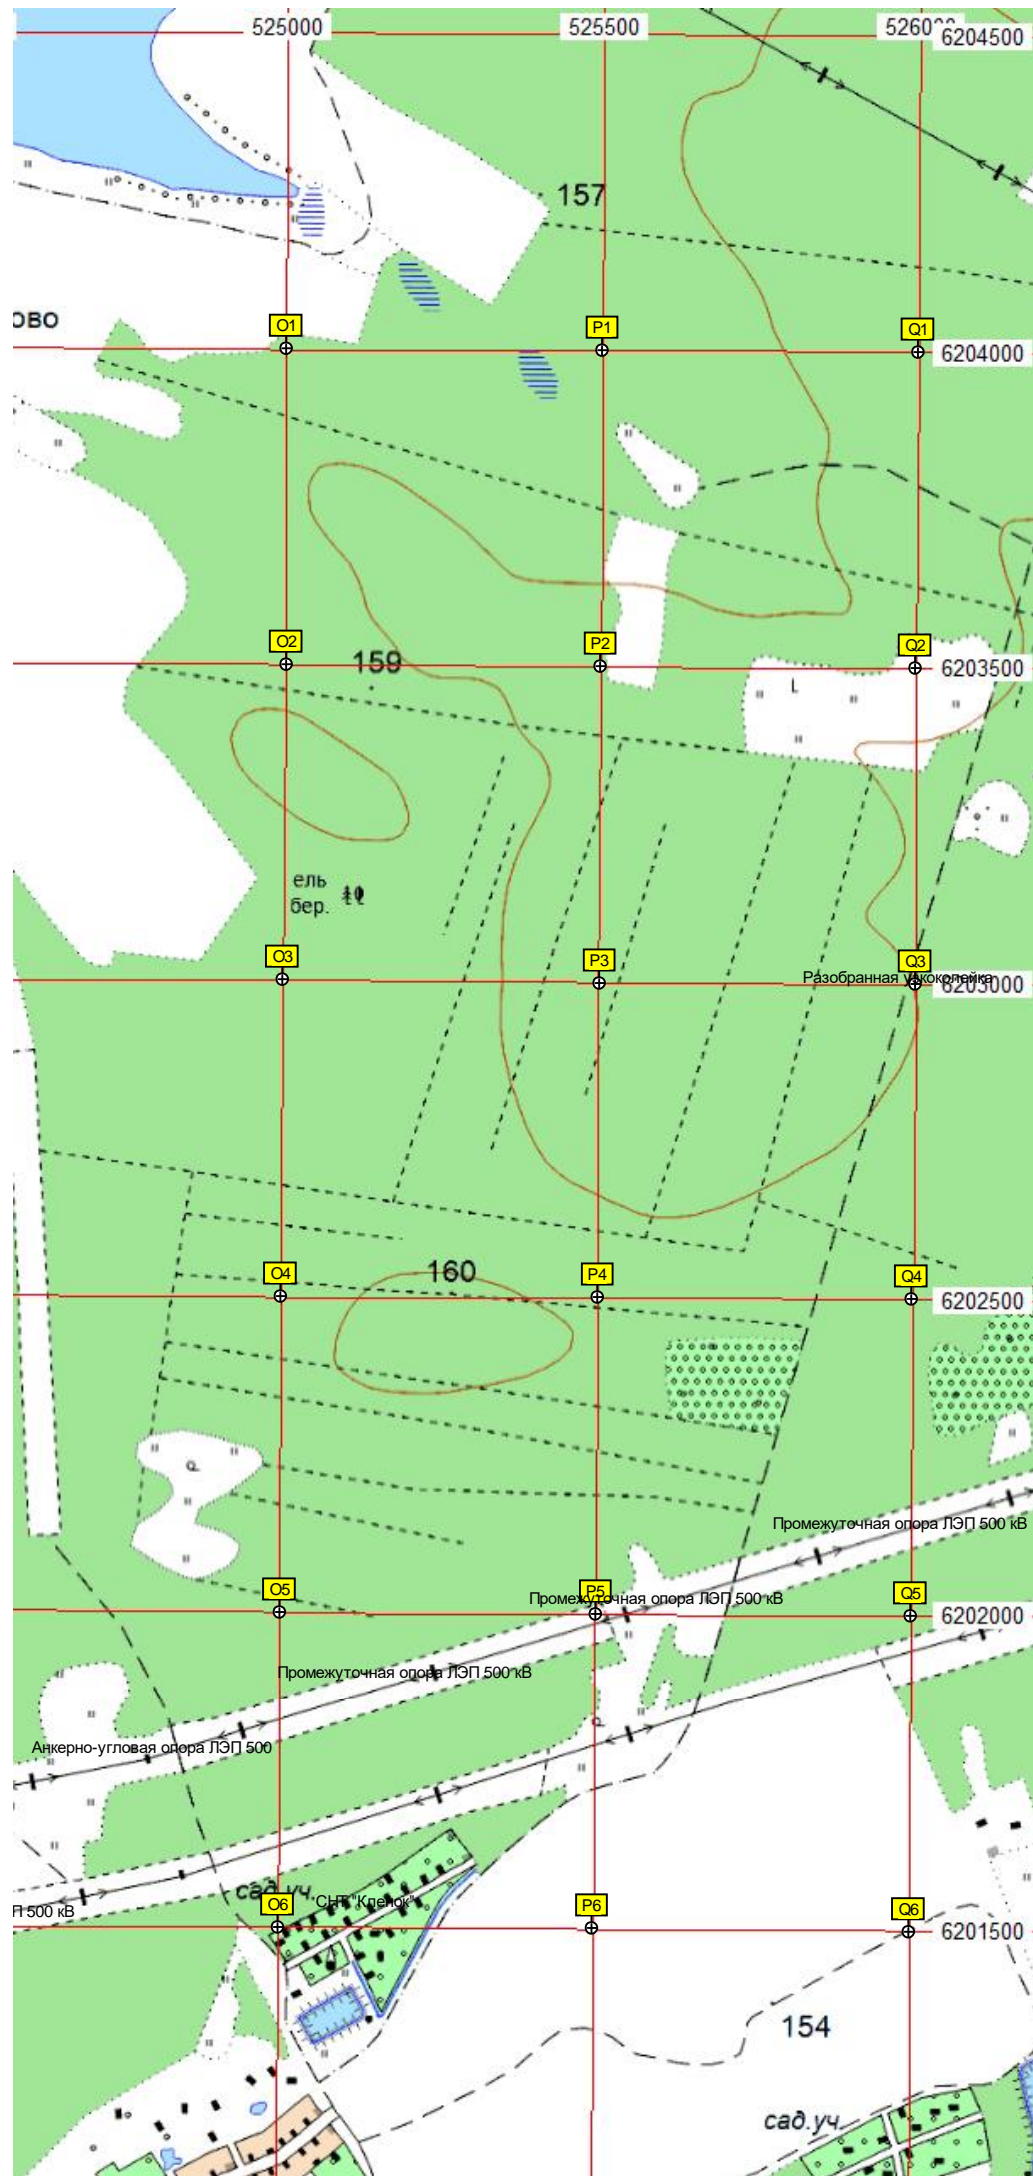 525000
525500
6204500
157
ОВО
O1
P1
Q1
6204000
O2
P2
Q2
159
6203500
L
ель
бер.
O3
P3
Q3
Разобранная узкоколейка
6203000
O4
160
P4
Q4
6202500
Промежуточная опора ЛЭП 500 кВ
O5
P5
Q5
Промежуточная опора ЛЭП 500 кВ
6202000
Промежуточная опора ЛЭП 500 кВ
Анкерно-угловая опора ЛЭП 500
сад.уч.
СНТ "Кленок"
П 500 кВ
O6
P6
Q6
6201500
154
сад.уч.